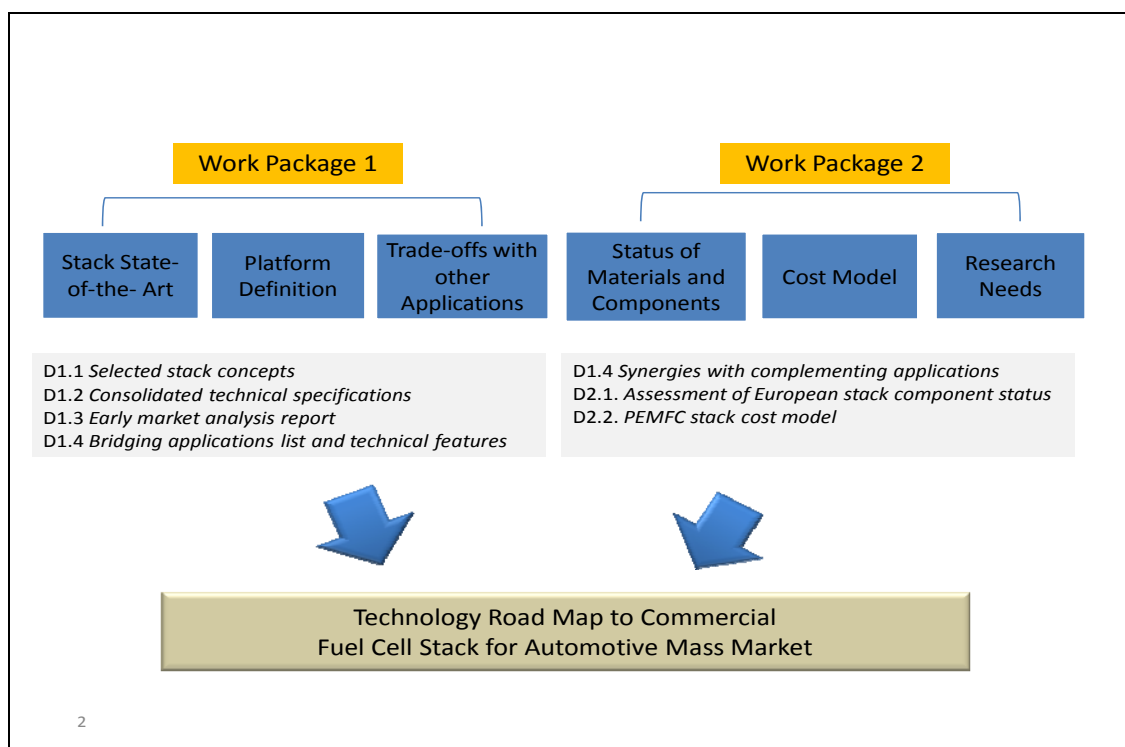 Work Package 1
Work Package 2
Stack State-
of-the- Art
Platform
Definition
Trade-offs with
other
Applications
Status of
Materials and
Components
Cost Model
Research
Needs
D1.1 Selected stack concepts
D1.2 Consolidated technical specifications
D1.3 Early market analysis report
D1.4 Bridging applications list and technical features
D1.4 Synergies with complementing applications
D2.1. Assessment of European stack component status
D2.2. PEMFC stack cost model
Technology Road Map to Commercial
Fuel Cell Stack for Automotive Mass Market
2